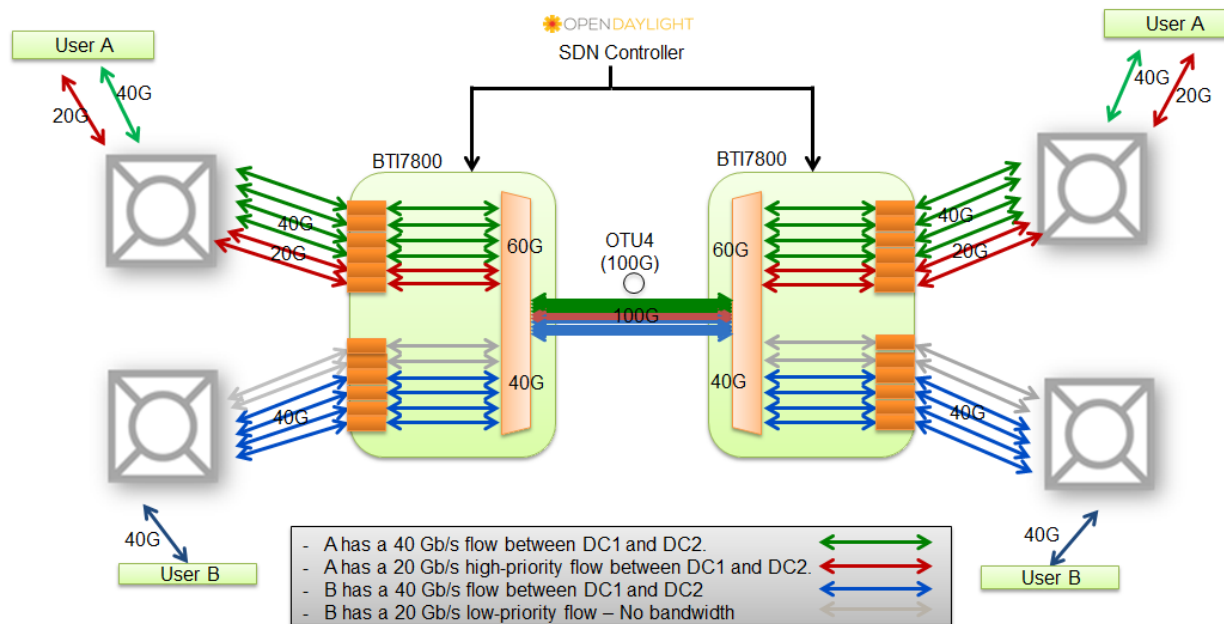 OPENDAYLIGHT
SDN Controller
User A
User A
40G
20G
40G
20G
BTI7800
BTI7800
40G
20G
60G
OTU4
(100G)
60G
40G
20G
100G
40G
40G
40G
40G
40G
User B
40G
User B
- A has a 40 Gb/s flow between DC1 and DC2.
- A has a 20 Gb/s high-priority flow between DC1 and DC2.
- B has a 40 Gb/s flow between DC1 and DC2
- B has a 20 Gb/s low-priority flow – No bandwidth